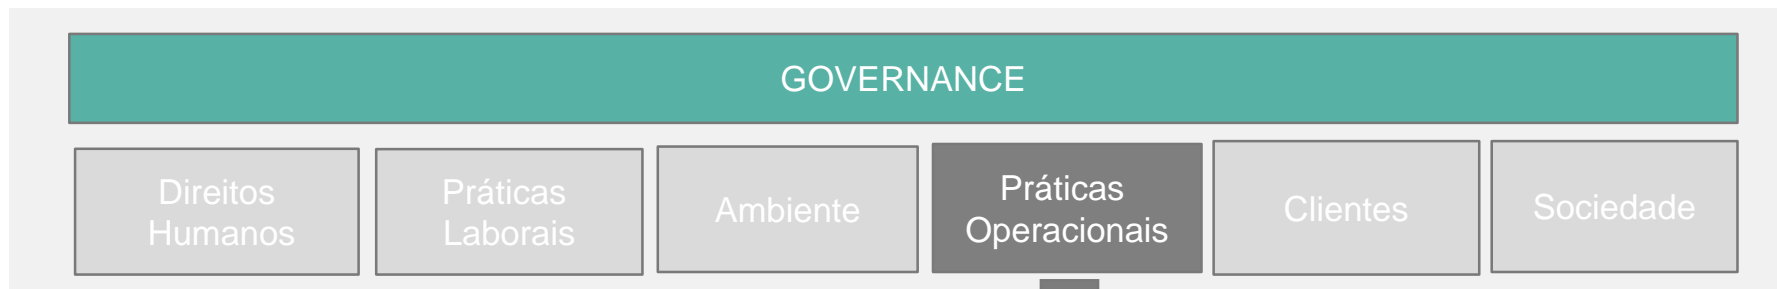 GOVERNANCE
Direitos
Humanos
Práticas
Laborais
Ambiente
Práticas
Operacionais
Clientes
Sociedade